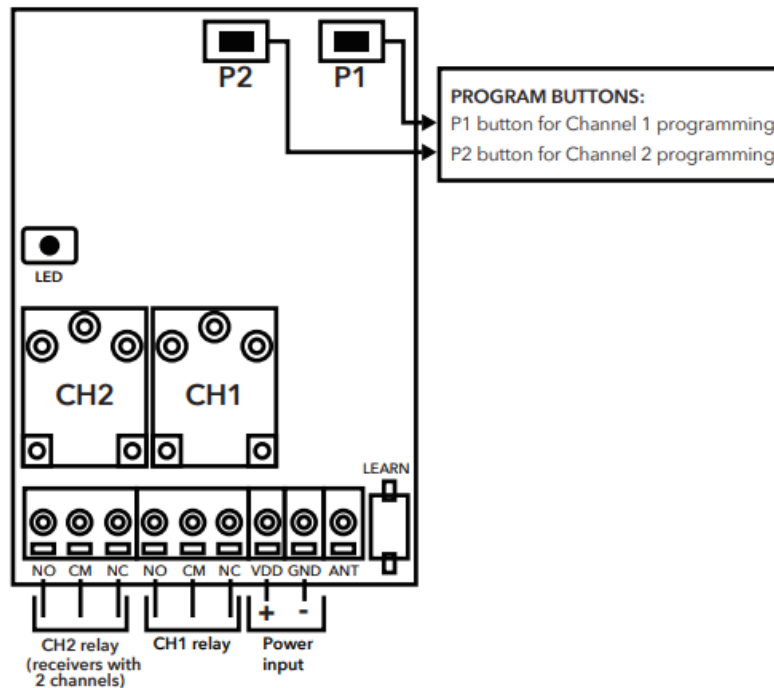 P2 P1
PROGRAM BUTTONS:
P1 button for Channel 1 programming
P2 button for Channel 2 programming
LED
CH2 CH1
LEARN
NO CM NC NO CM NC VDD GND ANT
+ -
CH2 relay
(receivers with
2 channels)
CH1 relay
Power
input